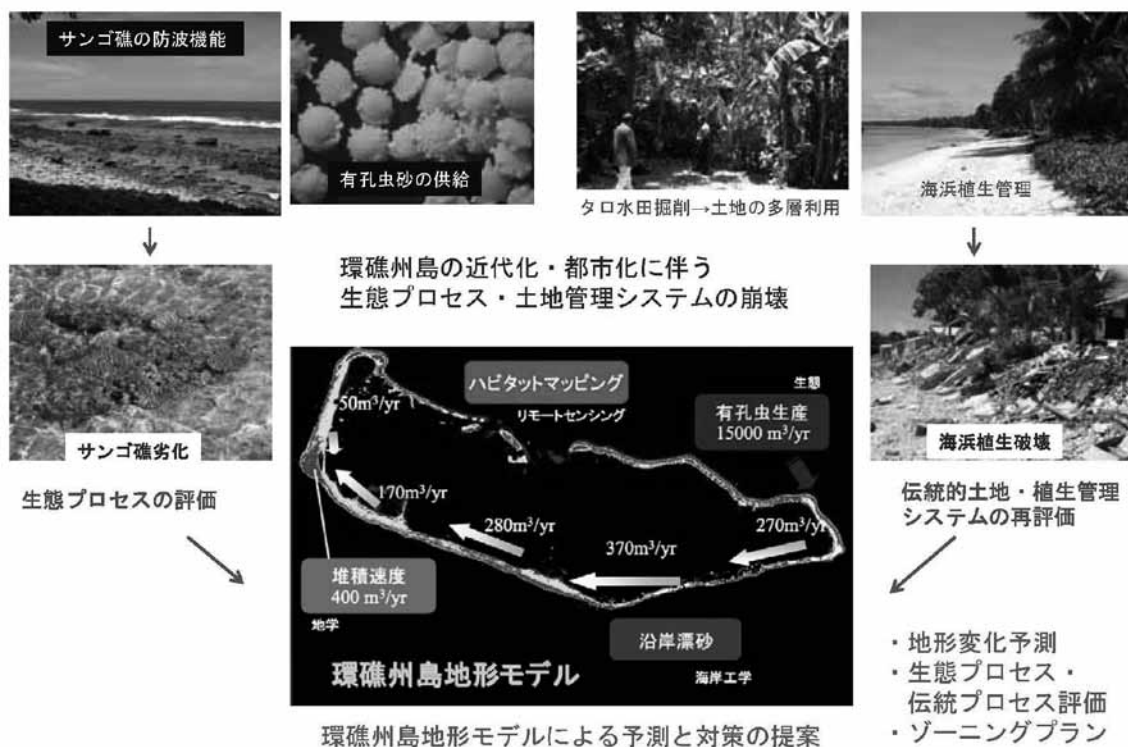 サンゴ礁の防波機能
有孔虫砂の供給
タロ水田掘削→土地の多層利用
海浜植生管理
環礁州島の近代化・都市化に伴う
生態プロセス・土地管理システムの崩壊
サンゴ礁劣化
海浜植生破壊
生態プロセスの評価
伝統的土地・植生管理
システムの再評価
ハビタットマッピング
リモートセンシング
生態
有孔虫生産
15000 m³/yr
50m³/yr
170m³/yr
280m³/yr
370m³/yr
270m³/yr
堆積速度
400 m³/yr
地学
沿岸漂砂
海岸工学
環礁州島地形モデル
・地形変化予測
・生態プロセス・
伝統プロセス評価
・ゾーニングプラン
環礁州島地形モデルによる予測と対策の提案